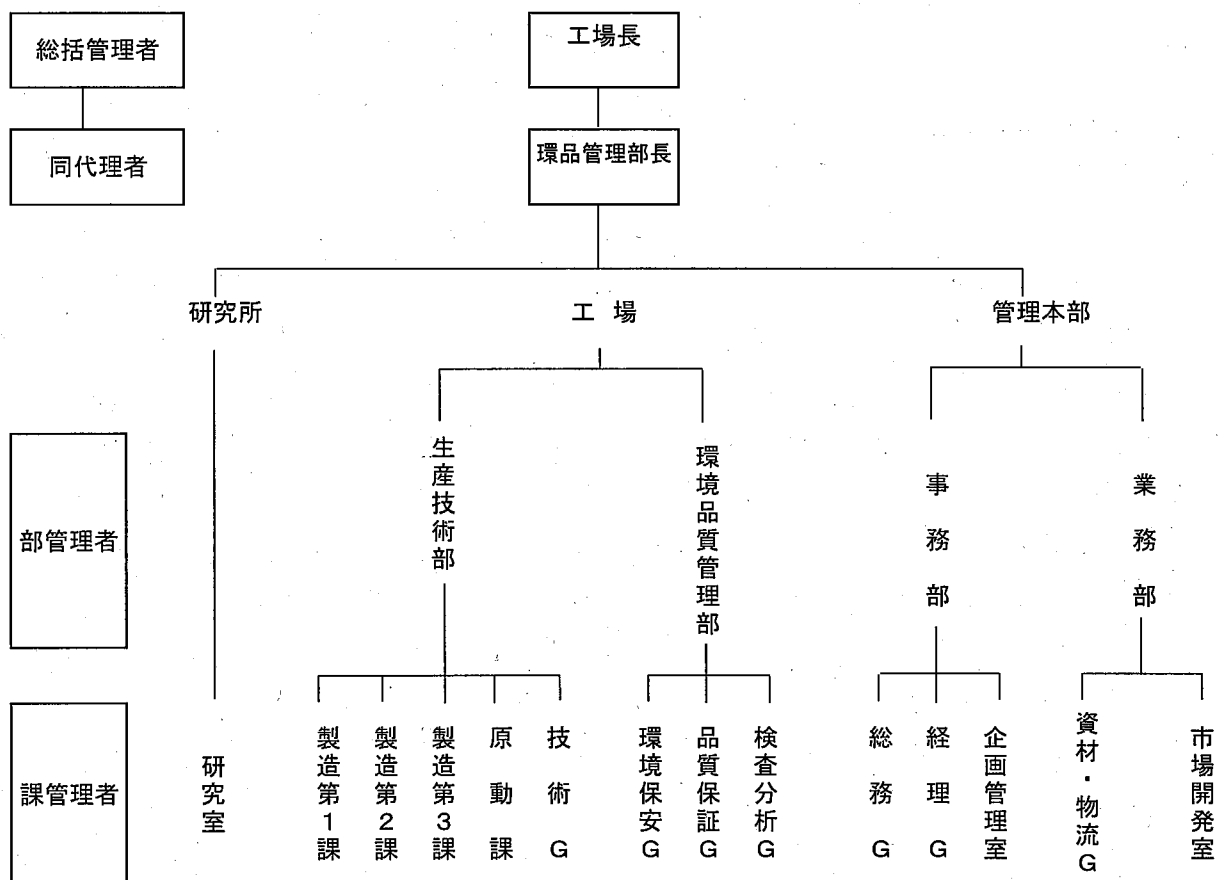 総括管理者
工場長
同代理者
環品管理部長
研究所
工場
管理本部
部管理者
生産技術部
環境品質管理部
事務部
業務部
課管理者
研究室
製造第1課
製造第2課
製造第3課
原動課
技術G
環境保安G
品質保証G
検査分析G
総務G
経理G
企画管理室
資材・物流G
市場開発室